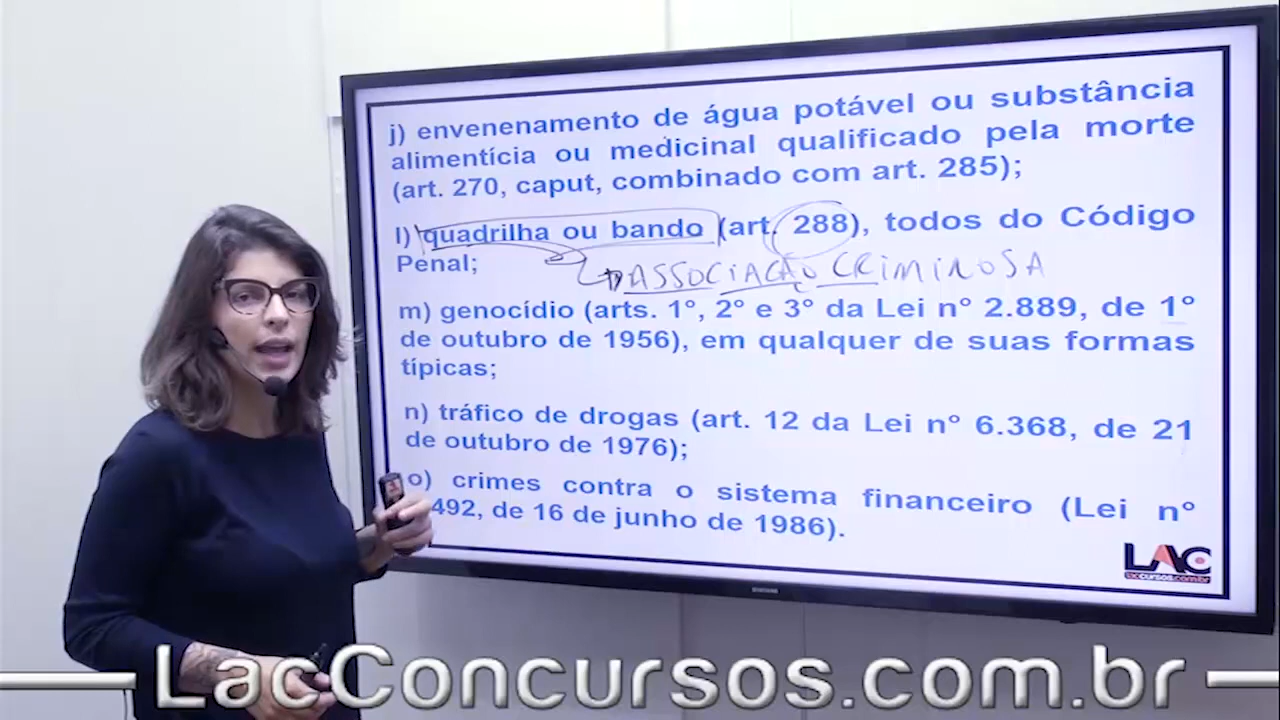 j) envenenamento de água potável ou substância
alimentícia ou medicinal qualificado pela morte
(art. 270, caput, combinado com art. 285);
l) quadrilha ou bando (art. 288), todos do Código
Penal;
ASSOCIAÇÃO CRIMINOSA
m) genocídio (arts. 1°, 2° e 3° da Lei n° 2.889, de 1°
de outubro de 1956), em qualquer de suas formas
típicas;
n) tráfico de drogas (art. 12 da Lei n° 6.368, de 21
de outubro de 1976);
o) crimes contra o sistema financeiro (Lei n°
492, de 16 de junho de 1986).
LAC
laccursos.com.br
LacConcursos.com.br